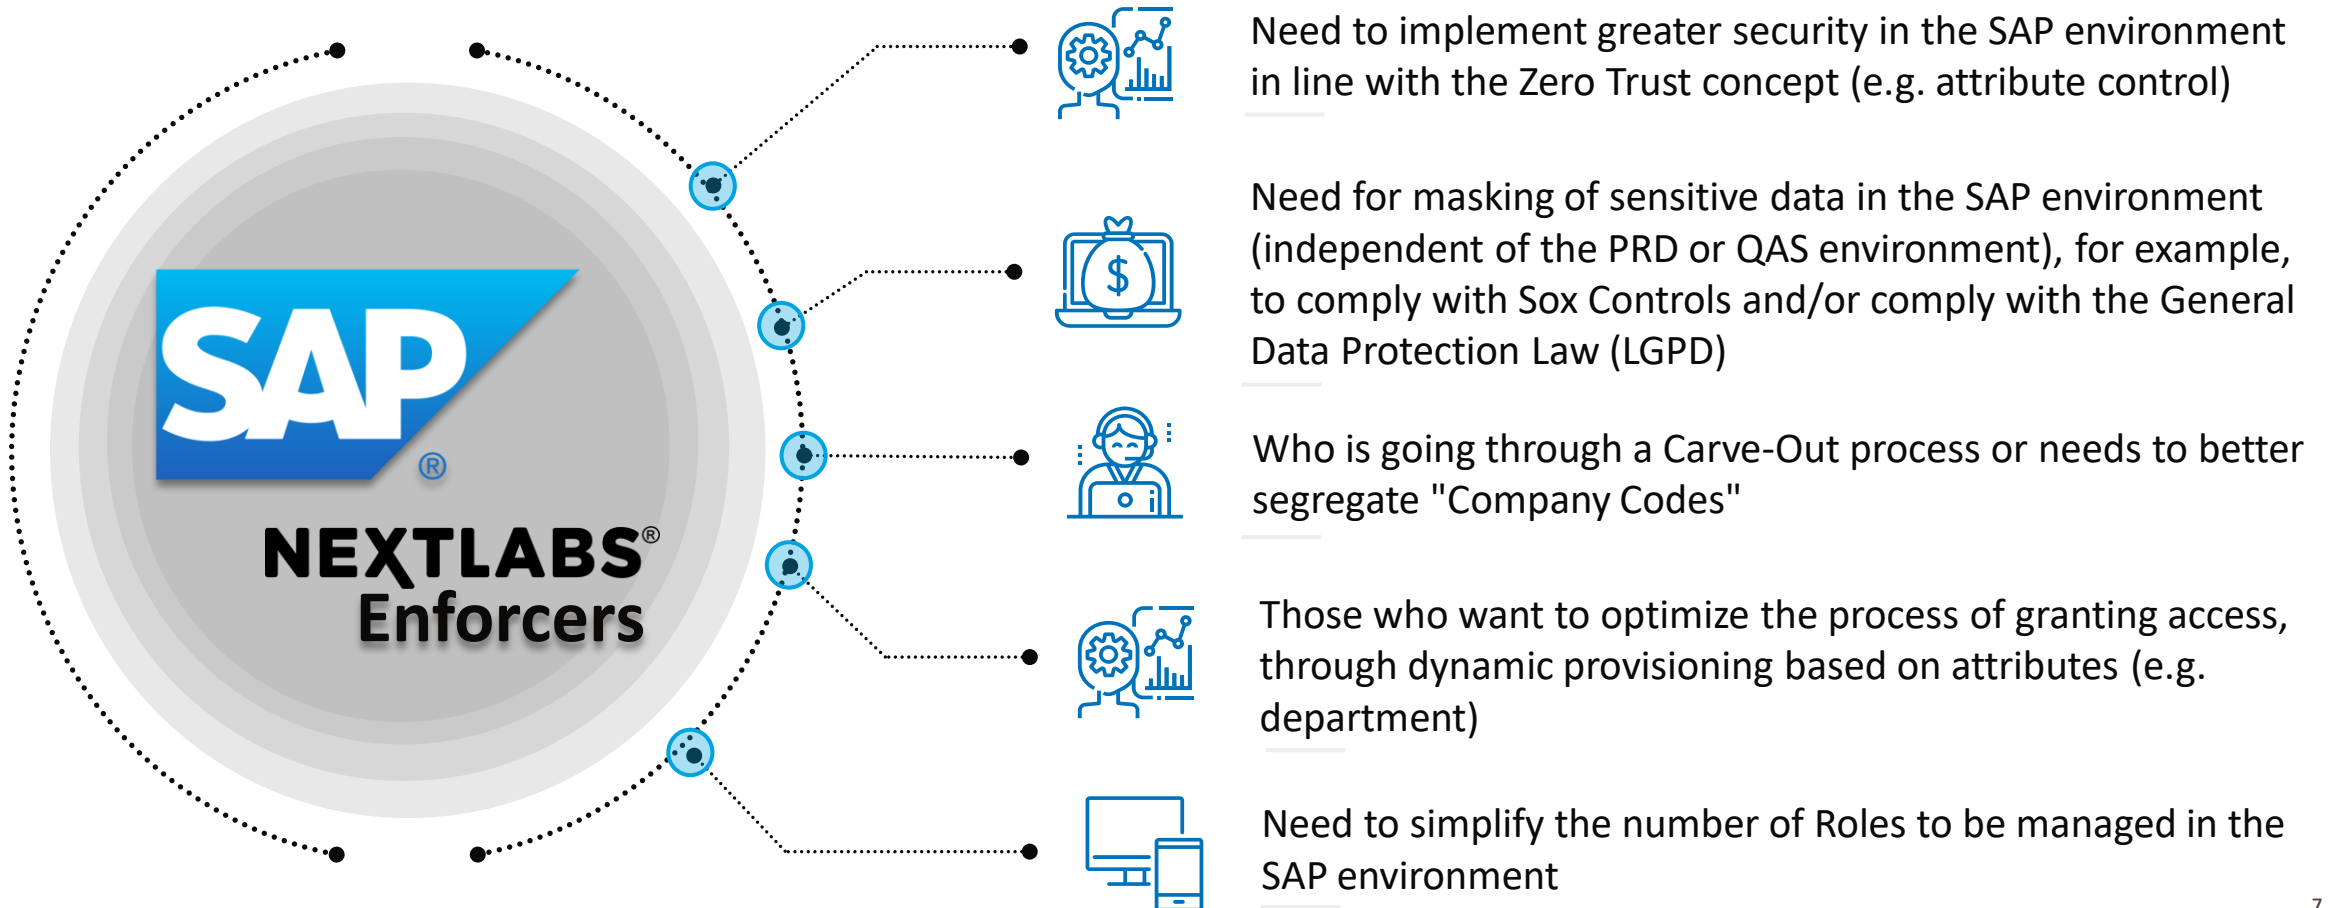 Need to implement greater security in the SAP environment
in line with the Zero Trust concept (e.g. attribute control)
Need for masking of sensitive data in the SAP environment
(independent of the PRD or QAS environment), for example,
to comply with Sox Controls and/or comply with the General
Data Protection Law (LGPD)
$
SAP
®
Who is going through a Carve-Out process or needs to better
segregate "Company Codes"
NEXTLABS®
Enforcers
Those who want to optimize the process of granting access,
through dynamic provisioning based on attributes (e.g.
department)
Need to simplify the number of Roles to be managed in the
SAP environment
7